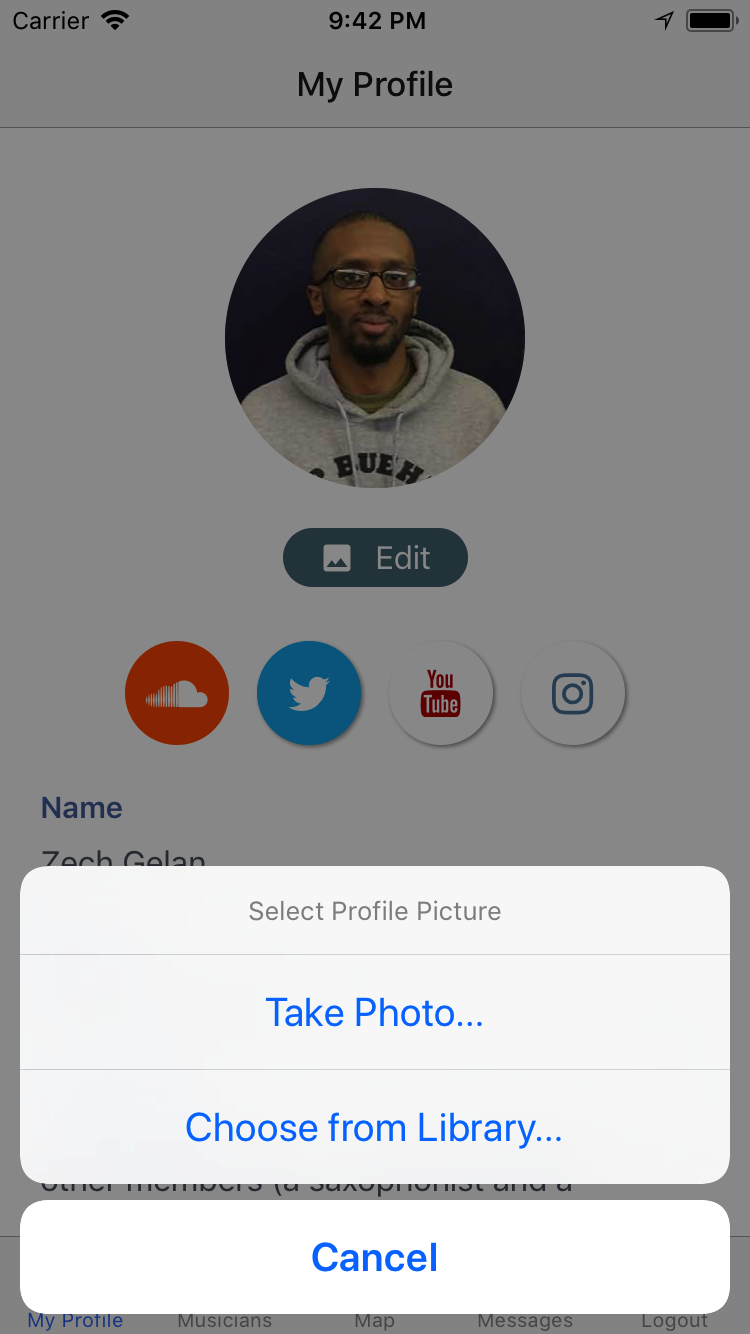 Carrier 9:42 PM
My Profile
BUEH
Edit
You
Tube
Name
Zech Gelan
Select Profile Picture
Take Photo...
Choose from Library...
other members (a saxophonist and a
Cancel
My Profile Musicians Map Messages Logout